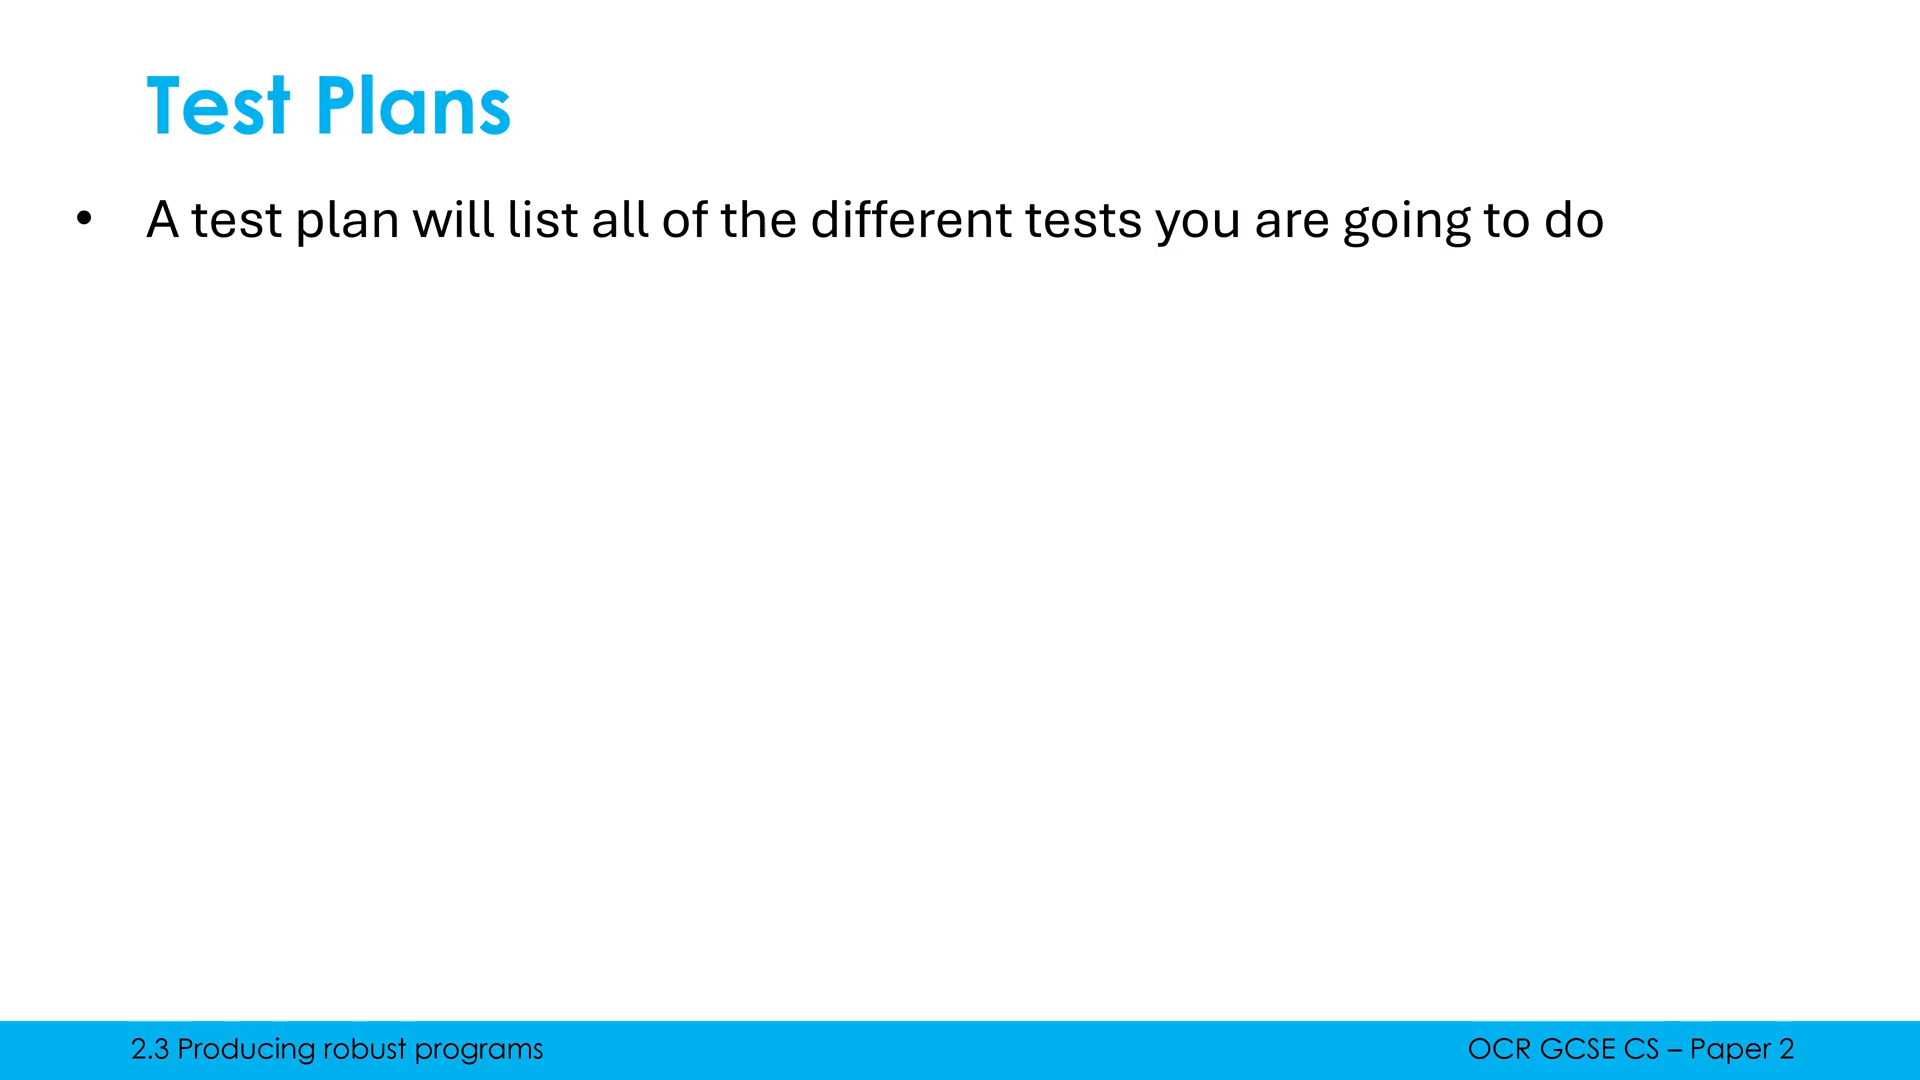 Test Plans
• A test plan will list all of the different tests you are going to do
2.3 Producing robust programs
OCR GCSE CS – Paper 2